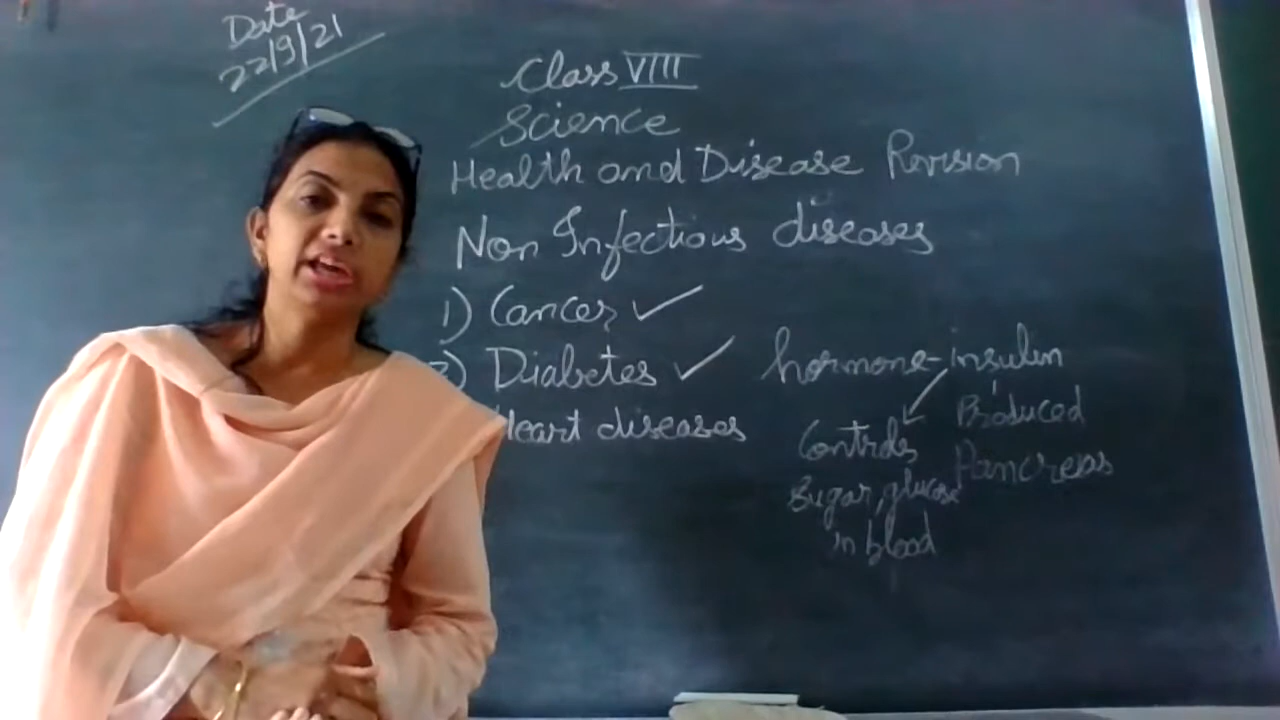 Date
22/9/21
Class VIII
Science
Health and Disease Revision
Non Infectious diseases
1) Cancer ✓
2) Diabetes ✓ hormone-insulin
Heart diseases
Produced
Pancreas
Controls
Sugar, glucose
in blood